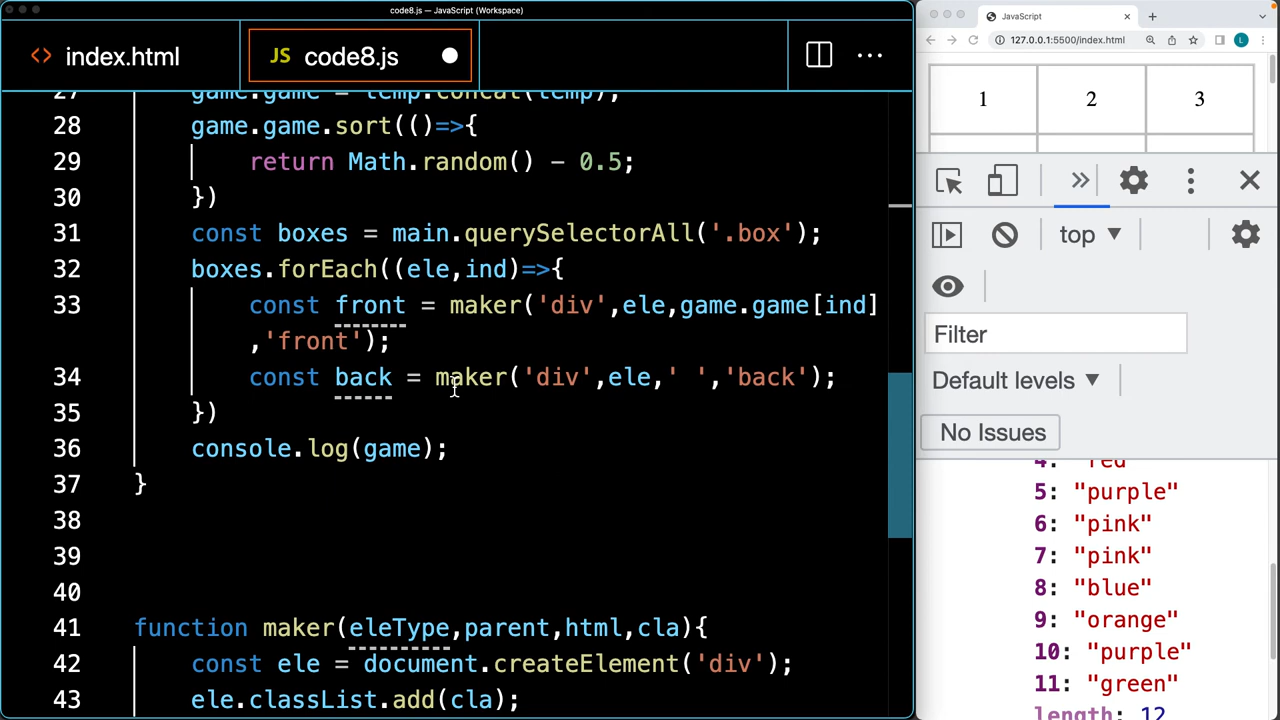 code8.js — JavaScript (Workspace)
index.html
JS code8.js
27 game.game = temp.concat(temp);
28 game.game.sort(()=>{
29 return Math.random() - 0.5;
30 })
31 const boxes = main.querySelectorAll('.box');
32 boxes.forEach((ele,ind)=>{
33 const front = maker('div',ele,game.game[ind]
,'front');
34 const back = maker('div',ele,' ','back');
35 })
36 console.log(game);
37 }
38
39
40
41 function maker(eleType,parent,html,cla){
42 const ele = document.createElement('div');
43 ele.classList.add(cla);
JavaScript
127.0.0.1:5500/index.html
L
1 2 3
top
Filter
Default levels
No Issues
4: "red"
5: "purple"
6: "pink"
7: "pink"
8: "blue"
9: "orange"
10: "purple"
11: "green"
length: 12